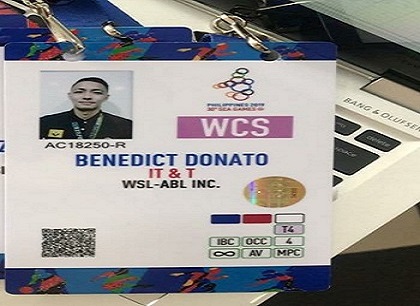 PHILIPPINES 2019
30TH SEA GAMES
WCS
AC18250-R
BENEDICT DONATO
IT & T
WSL-ABL INC.
T4
IBC OCC 4
∞ AV MPC
BANG & OLUFSEN
Delete